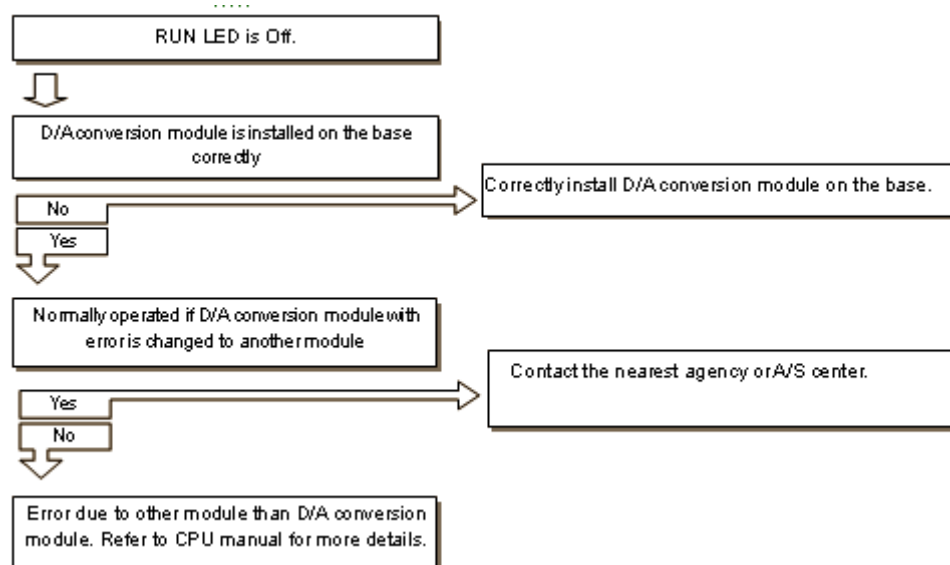 RUN LED is Off.
D/A conversion module is installed on the base
correctly
Correctly install D/A conversion module on the base.
No
Yes
Normally operated if D/A conversion module with
error is changed to another module
Contact the nearest agency or A/S center.
Yes
No
Error due to other module than D/A conversion
module. Refer to CPU manual for more details.